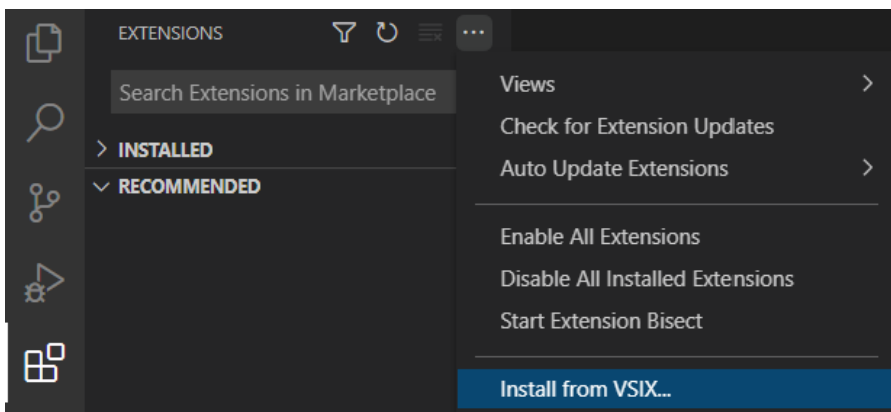 EXTENSIONS
Search Extensions in Marketplace
INSTALLED
RECOMMENDED
Views
Check for Extension Updates
Auto Update Extensions
Enable All Extensions
Disable All Installed Extensions
Start Extension Bisect
Install from VSIX...